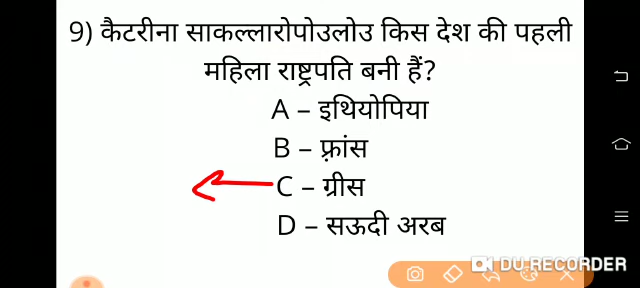 9) कैटरीना साकल्लारोपोउलोउ किस देश की पहली
महिला राष्ट्रपति बनी हैं?
A – इथियोपिया
B – फ़्रांस
C – ग्रीस
D – सऊदी अरब
DU RECORDER